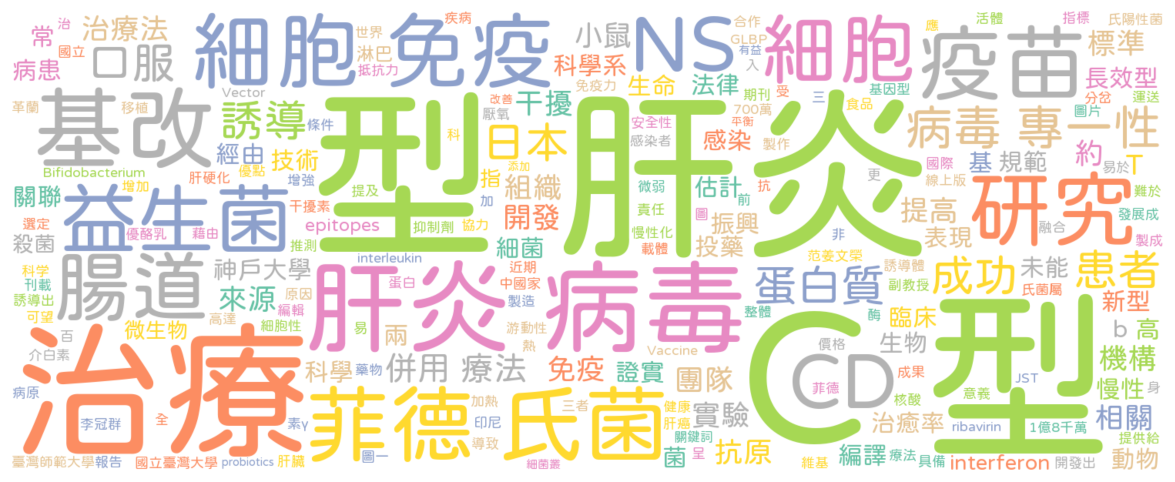 治 國立 治療法 小鼠 疾病 世界 合作 GLBP 有益 入 活體 指標 氏陽性菌
常 口服 細胞 免疫 NS 細胞 應 疫苗 標準
病患 淋巴 抵抗力 科學系 免疫力 生命 法律 期刊 受 三 基因型 長效型
革蘭 移植 Vector 厭氧 改善 干擾 700萬 平衡 食品 分岔 運送
基改 誘導 條件 型 科 日本 肝炎 安全性 感染者 感染 製作 病毒 專一性 圖片
Bifidobacterium 經由 優點 技術 添加 更 國際 基 規範 約 易於 T
關聯 增加 肝硬化 增強 提及 指 組織 微弱 估計 抗 線上版 難於
選定 益生菌 干擾素 加 開發 責任 前 振興 提高 研究 發展成
殺菌 優酪乳 藉由 epitopes 抑制劑 協力 慢性化 圖 投藥 非 表現 融合 製成
腸道 推測 細菌 載體 范姜文榮
科学 刊載 神戶大學 interleukin 近期 中國家 肝炎 病毒 蛋白質 誘導體 副教授 成功 未能 患者
誘導出 來源 原因 編輯 蛋白 製造 整體 酶 氏菌屬 新型
可望 微生物 高達 細胞性 易 兩 游動性 熱 臨床 b 高
百 介白素 Vaccine C 型 價格 生物 機構
治療 科學 藥物 併用 療法 免疫 證實 團隊 CD 成果 JST
病原 李冠群 全 素γ 菲德 氏菌 加熱 印尼 三者 健康 肝癌 實驗 菲德 核酸 意義 慢性 身
導致 關鍵詞 呈 抗原 治癒率 ribavirin 1億8千萬 相關
臺灣師範大學 報告 國立臺灣大學 probiotics 肝臟 圖一 細菌叢 菌 維基 編譯 療法 具備 interferon 開發出 提供給 動物